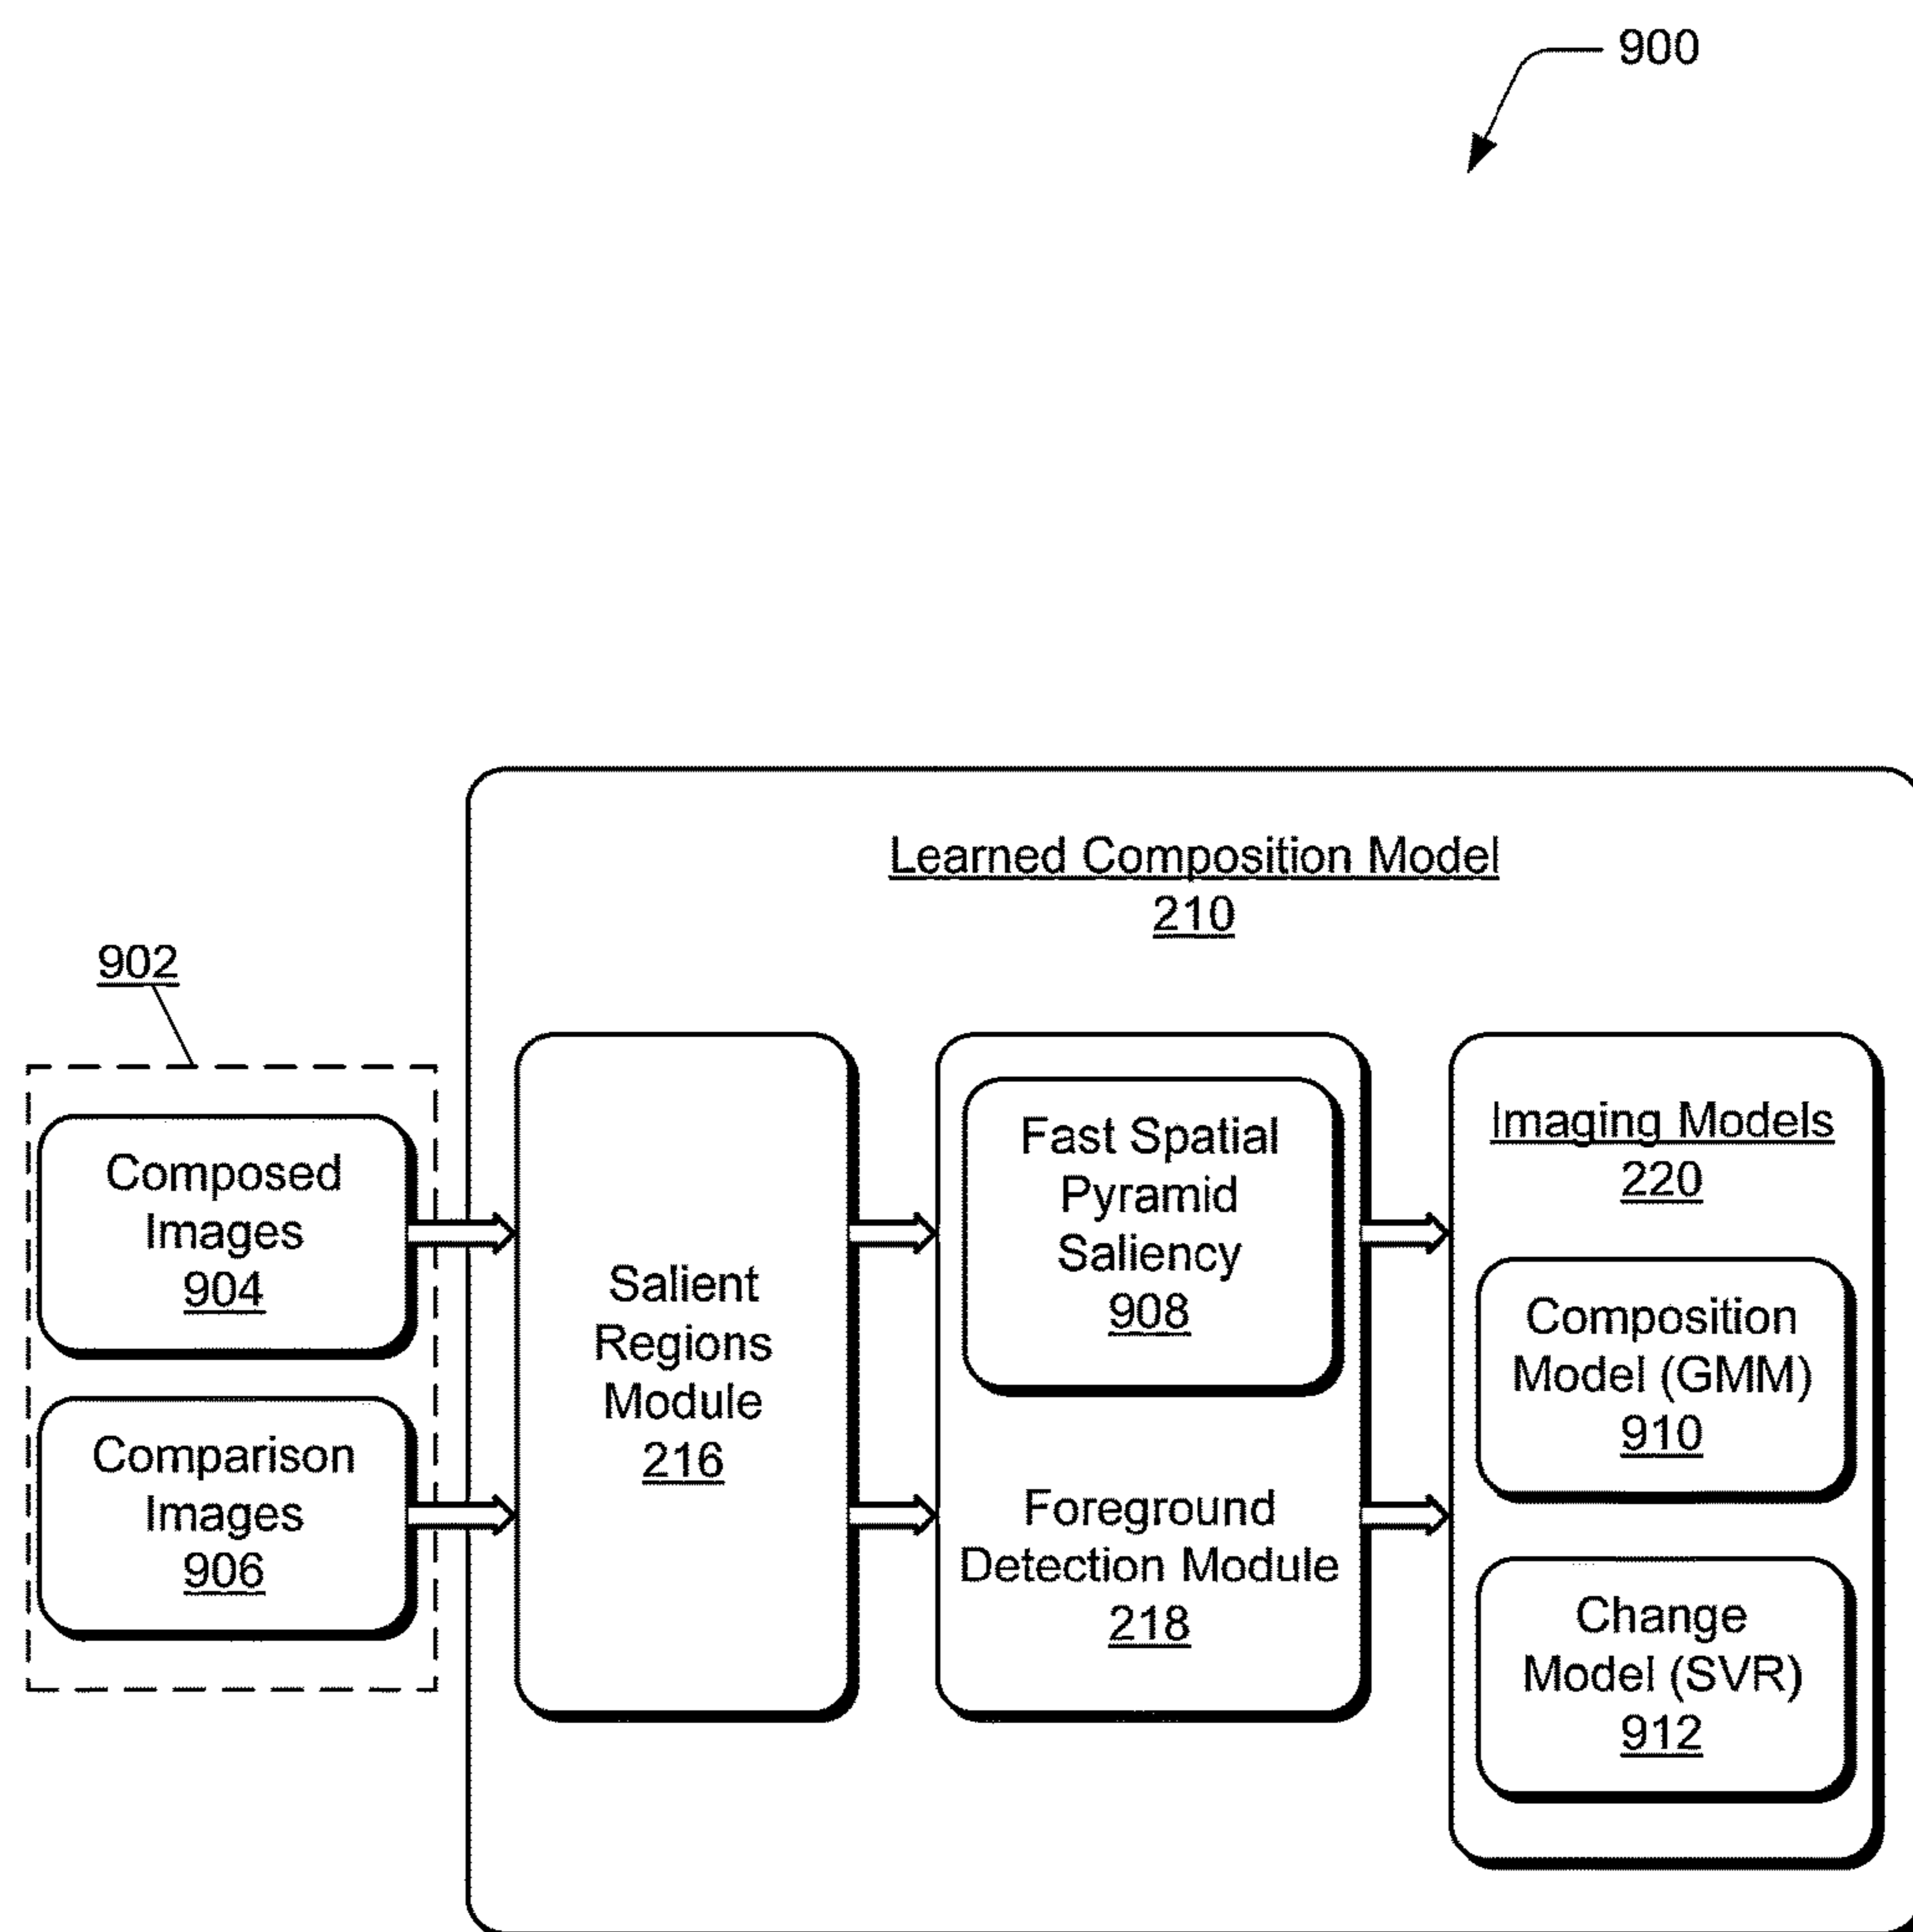 900
Learned Composition Model
210
902
Composed
Images
904
Comparison
Images
906
Salient
Regions
Module
216
Fast Spatial
Pyramid
Saliency
908
Foreground
Detection Module
218
Imaging Models
220
Composition
Model (GMM)
910
Change
Model (SVR)
912